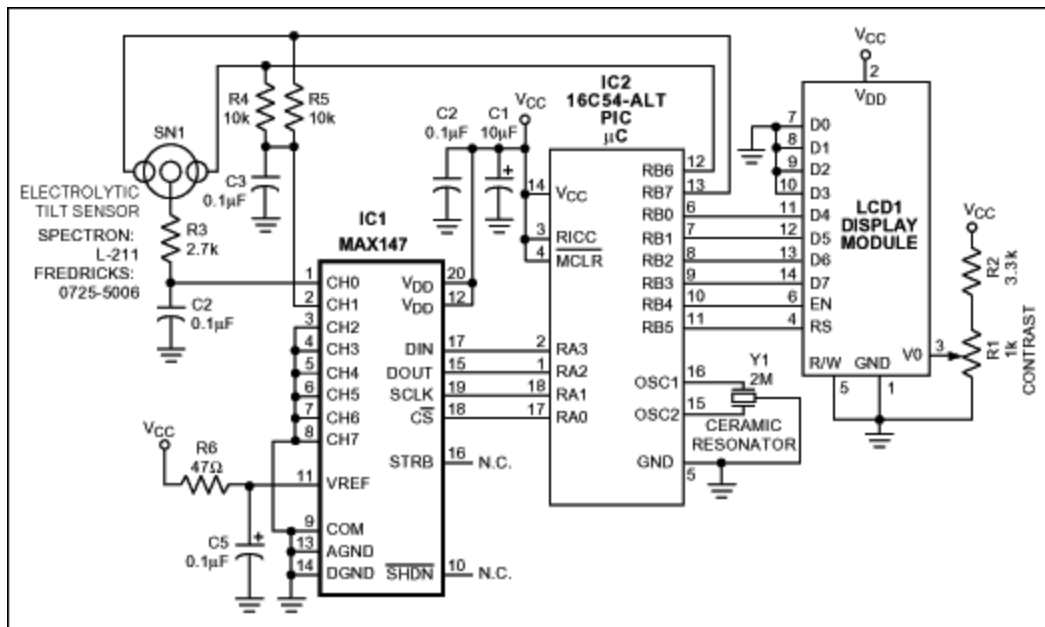 VCC
2
VDD
IC2
16C54-ALT
PIC
µC
VCC
C2
0.1µF
C1
10µF
+
R4
10k
R5
10k
SN1
C3
0.1µF
ELECTROLYTIC
TILT SENSOR
SPECTRON:
L-211
FREDRICKS:
0725-5006
R3
2.7k
C2
0.1µF
IC1
MAX147
1 CH0
2 CH1
3 CH2
4 CH3
5 CH4
6 CH5
7 CH6
8 CH7
11 VREF
9 COM
13 AGND
14 DGND
VDD 20
VDD 12
DIN 17
DOUT 15
SCLK 19
CS 18
STRB 16 N.C.
SHDN 10 N.C.
VCC
R6
47Ω
C5
0.1µF
+
14 VCC
3 RICC
4 MCLR
2 RA3
1 RA2
18 RA1
17 RA0
RB6 12
RB7 13
RB0 6
RB1 7
RB2 8
RB3 9
RB4 10
RB5 11
OSC1 16
OSC2 15
GND 5
Y1
2M
CERAMIC
RESONATOR
7 D0
8 D1
9 D2
10 D3
11 D4
12 D5
13 D6
14 D7
6 EN
4 RS
LCD1
DISPLAY
MODULE
R/W GND
5 1
V0 3
VCC
R2
3.3k
R1
1k
CONTRAST